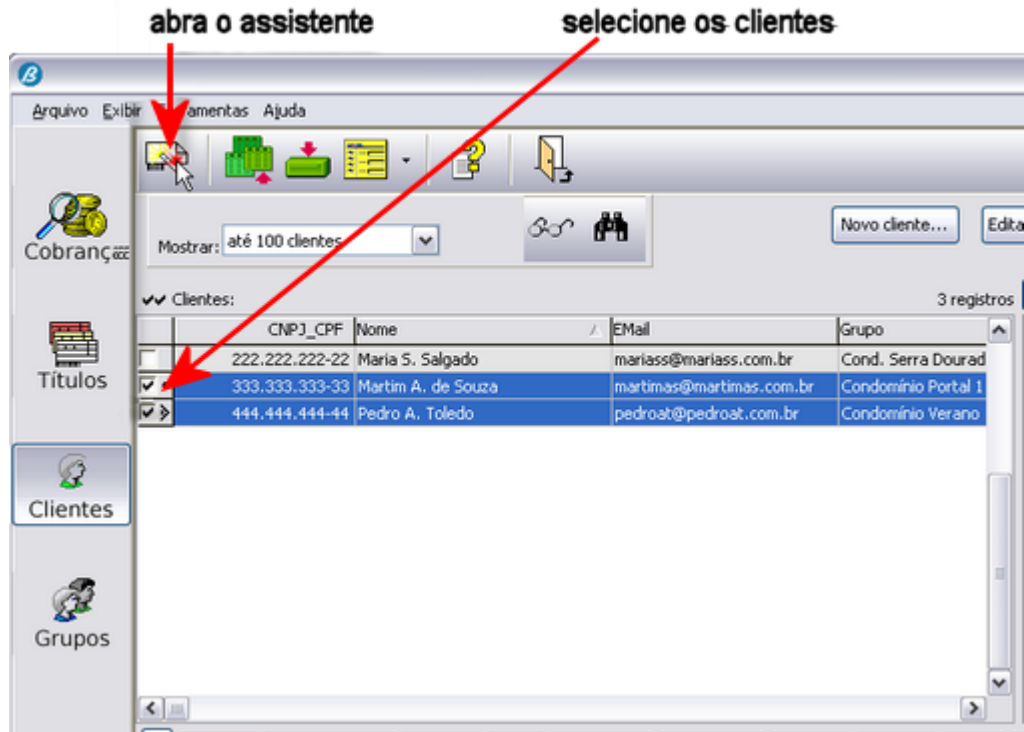 abra o assistente selecione os clientes
Arquivo Exibir amentas Ajuda
Mostrar: até 100 clientes Novo cliente... Edita
Cobranç
Clientes: 3 registros
CNPJ_CPF Nome EMail Grupo
222.222.222-22 Maria S. Salgado mariass@mariass.com.br Cond. Serra Dourad
333.333.333-33 Martim A. de Souza martimas@martimas.com.br Condomínio Portal 1
444.444.444-44 Pedro A. Toledo pedroat@pedroat.com.br Condomínio Verano
Títulos
Clientes
Grupos